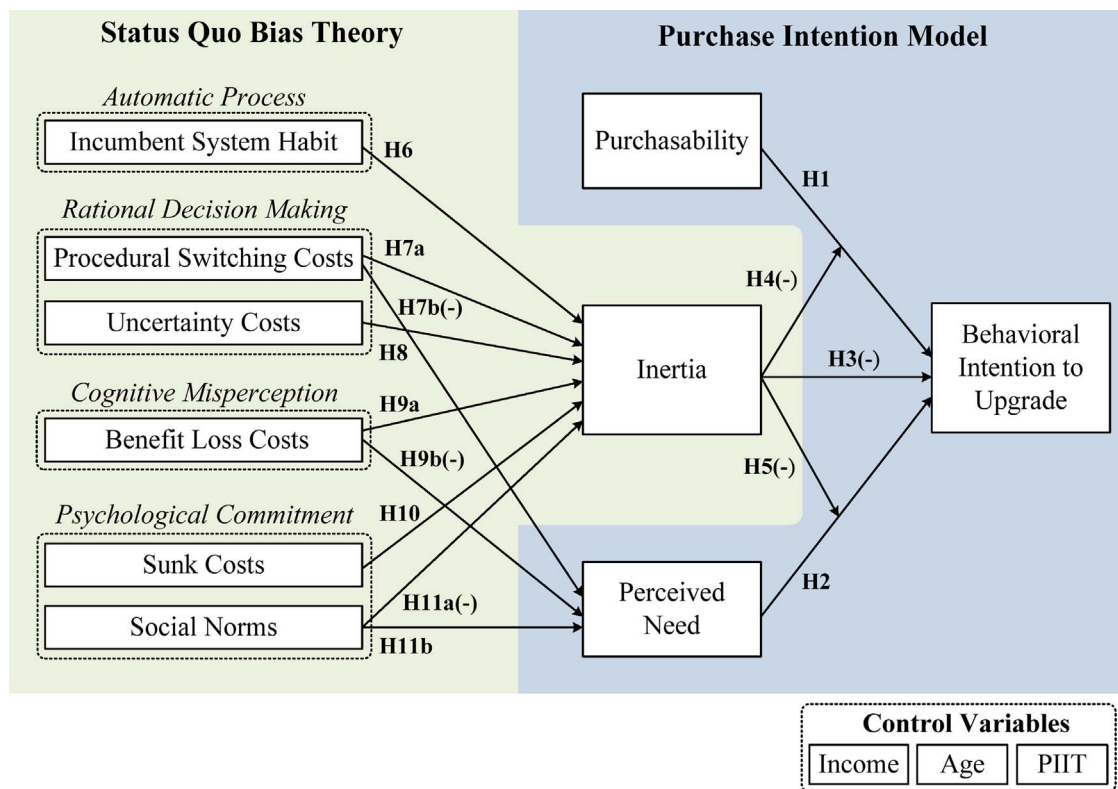 Status Quo Bias Theory
Purchase Intention Model
Automatic Process
Incumbent System Habit
H6
Purchasability
H1
Rational Decision Making
Procedural Switching Costs
H7a
H7b(-)
Uncertainty Costs
H8
Inertia
H4(-)
H3(-)
H5(-)
Behavioral
Intention to
Upgrade
Cognitive Misperception
Benefit Loss Costs
H9a
H9b(-)
Psychological Commitment
H10
Sunk Costs
Social Norms
H11a(-)
H11b
Perceived
Need
H2
Control Variables
Income
Age
PIIT